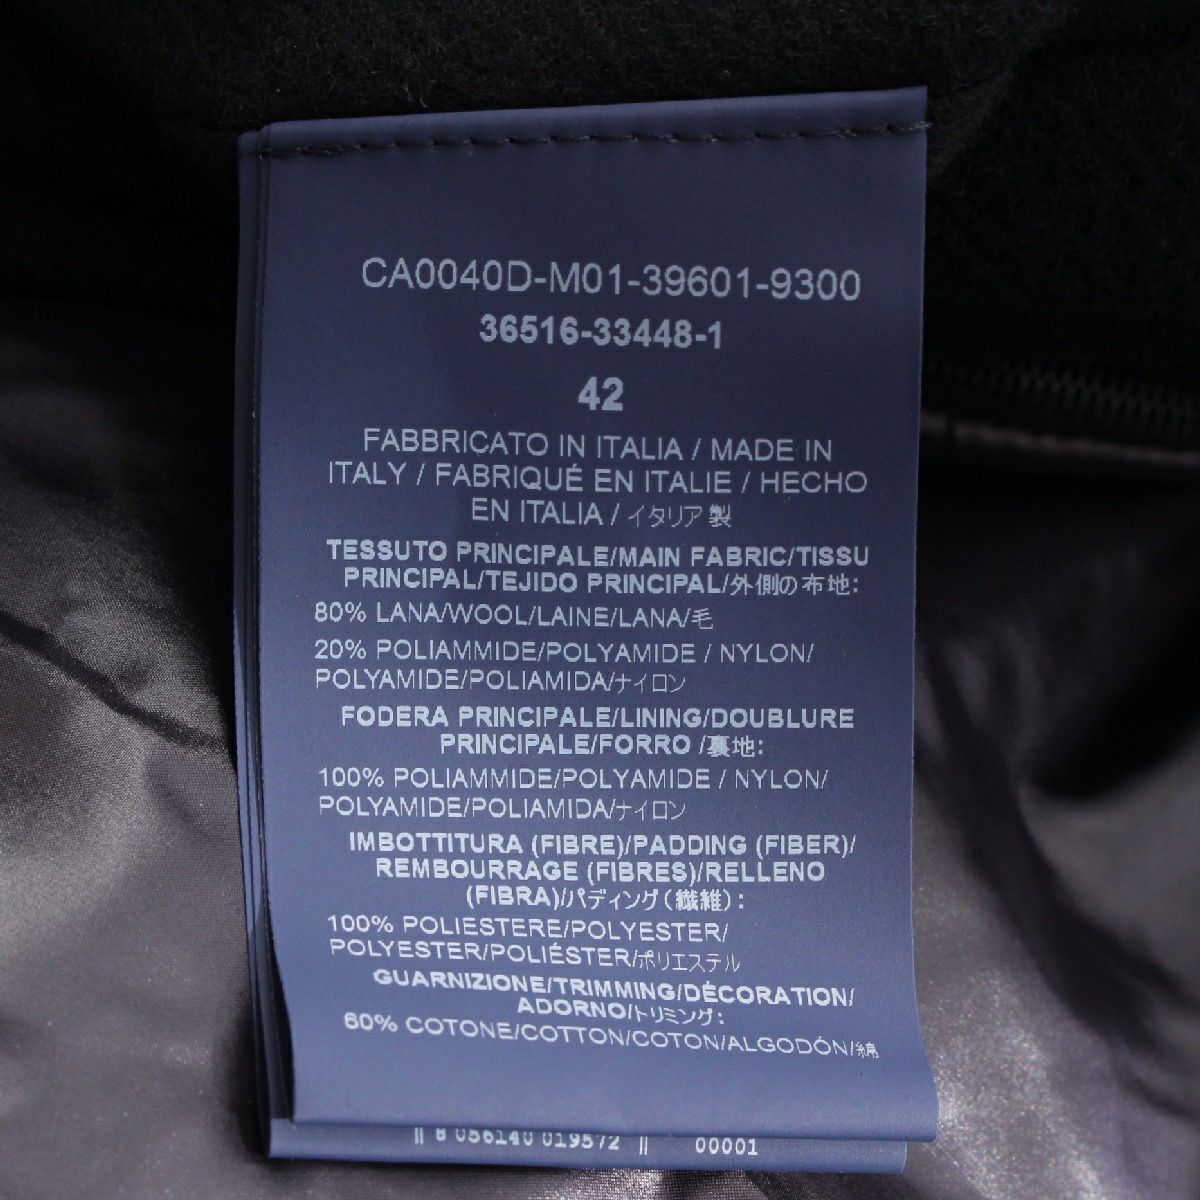 CA0040D-M01-39601-9300
36516-33448-1
42
FABBRICATO IN ITALIA / MADE IN
ITALY / FABRIQUÉ EN ITALIE / HECHO
EN ITALIA / イタリア製
TESSUTO PRINCIPALE/MAIN FABRIC/TISSU
PRINCIPAL/TEJIDO PRINCIPAL/外側の布地:
80% LANA/WOOL/LAINE/LANA/毛
20% POLIAMMIDE/POLYAMIDE / NYLON/
POLYAMIDE/POLIAMIDA/ナイロン
FODERA PRINCIPALE/LINING/DOUBLURE
PRINCIPALE/FORRO /裏地:
100% POLIAMMIDE/POLYAMIDE / NYLON/
POLYAMIDE/POLIAMIDA/ナイロン
IMBOTTITURA (FIBRE)/PADDING (FIBER)/
REMBOURRAGE (FIBRES)/RELLENO
(FIBRA)/パディング(繊維):
100% POLIESTERE/POLYESTER/
POLYESTER/POLIÉSTER/ポリエステル
GUARNIZIONE/TRIMMING/DÉCORATION/
ADORNO/トリミング:
60% COTONE/COTTON/COTON/ALGODÓN/綿
8 056140 019572 00001